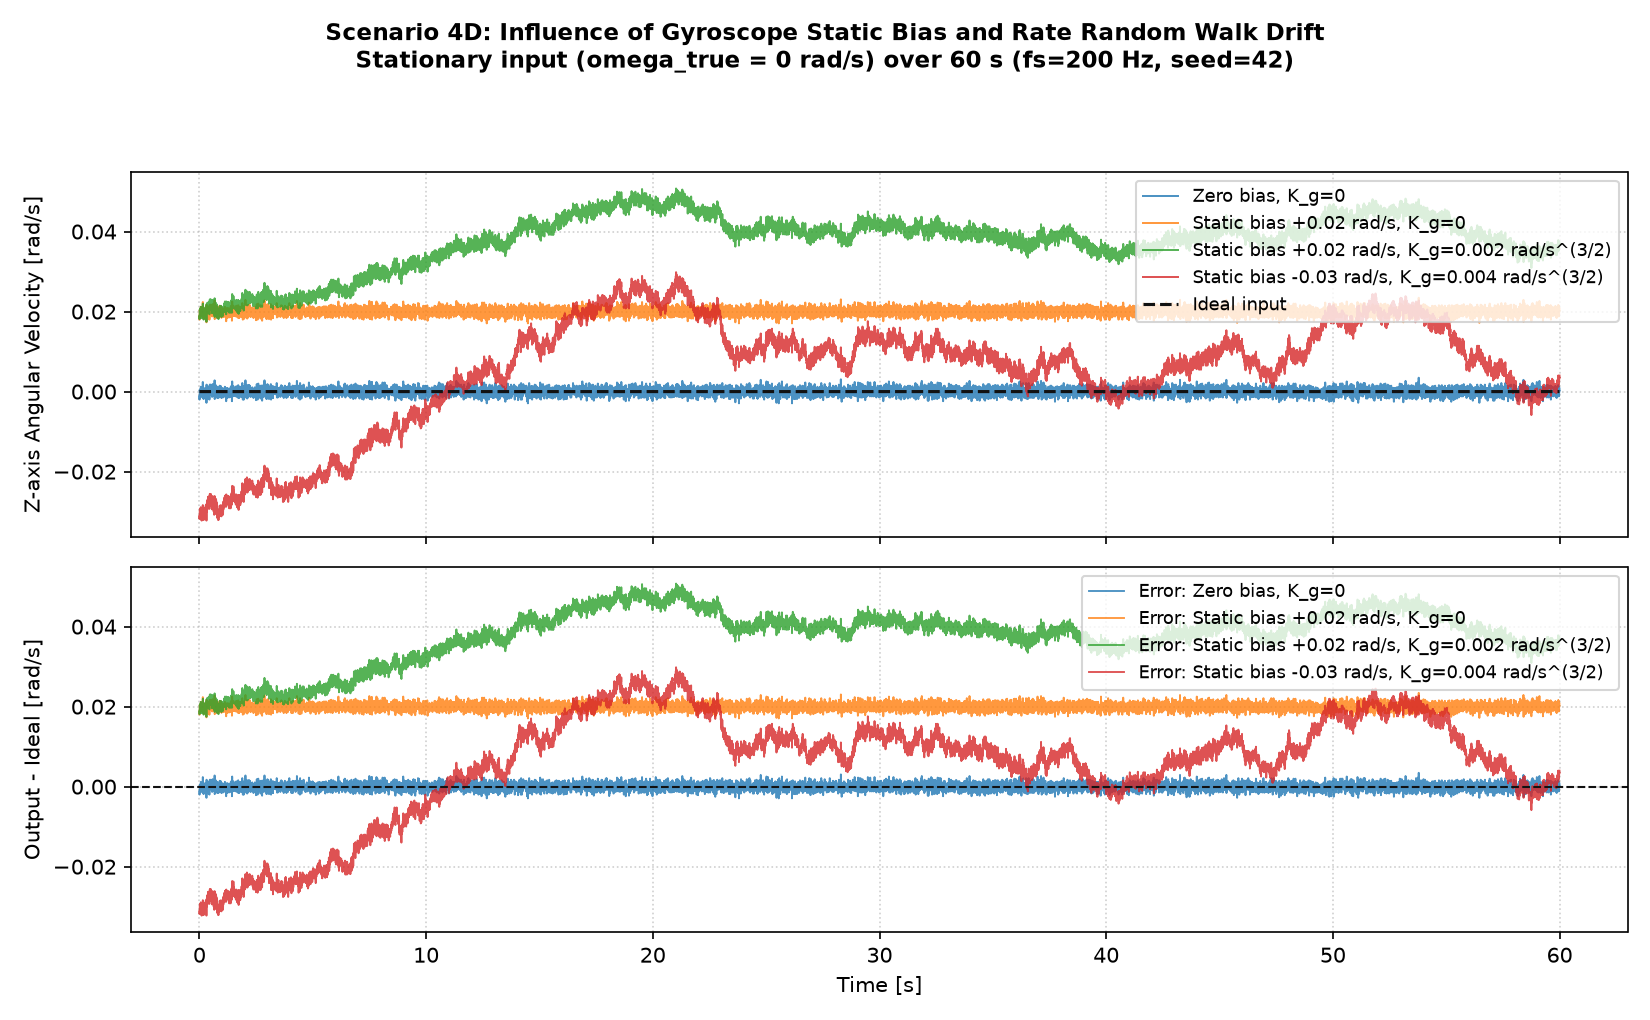 Scenario 4D: Influence of Gyroscope Static Bias and Rate Random Walk Drift
Stationary input (omega_true = 0 rad/s) over 60 s (fs=200 Hz, seed=42)
Z-axis Angular Velocity [rad/s]
0.04
0.02
0.00
−0.02
Zero bias, K_g=0
Static bias +0.02 rad/s, K_g=0
Static bias +0.02 rad/s, K_g=0.002 rad/s^(3/2)
Static bias -0.03 rad/s, K_g=0.004 rad/s^(3/2)
Ideal input
Output - Ideal [rad/s]
0.04
0.02
0.00
−0.02
Error: Zero bias, K_g=0
Error: Static bias +0.02 rad/s, K_g=0
Error: Static bias +0.02 rad/s, K_g=0.002 rad/s^(3/2)
Error: Static bias -0.03 rad/s, K_g=0.004 rad/s^(3/2)
0 10 20 30 40 50 60
Time [s]